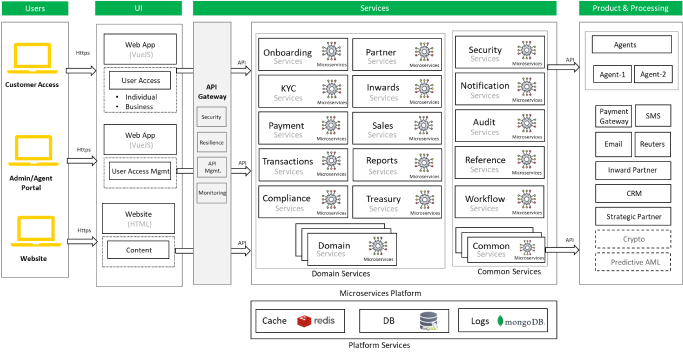 Users
UI
Services
Product & Processing
Customer Access
Admin/Agent
Portal
Website
Https
Https
Https
Web App
(VueJS)
User Access
• Individual
• Business
Web App
(VueJS)
User Access Mgmt
Website
(HTML)
Content
API
Gateway
Security
Resilience
API
Mgmt.
Monitoring
API
API
API
Onboarding
Services
Microservices
Partner
Services
Microservices
KYC
Services
Microservices
Inwards
Services
Microservices
Payment
Services
Microservices
Sales
Services
Microservices
Transactions
Services
Microservices
Reports
Services
Microservices
Compliance
Services
Microservices
Treasury
Services
Microservices
Domain
Services
Microservices
Domain Services
Security
Services
Microservices
Notification
Services
Microservices
Audit
Services
Microservices
Reference
Services
Microservices
Workflow
Services
Microservices
Common
Services
Microservices
Common Services
Microservices Platform
API
API
Agents
Agent-1
Agent-2
Payment
Gateway
SMS
Email
Reuters
Inward Partner
CRM
Strategic Partner
Crypto
Predictive AML
Cache
redis
DB
Logs
mongoDB
Platform Services